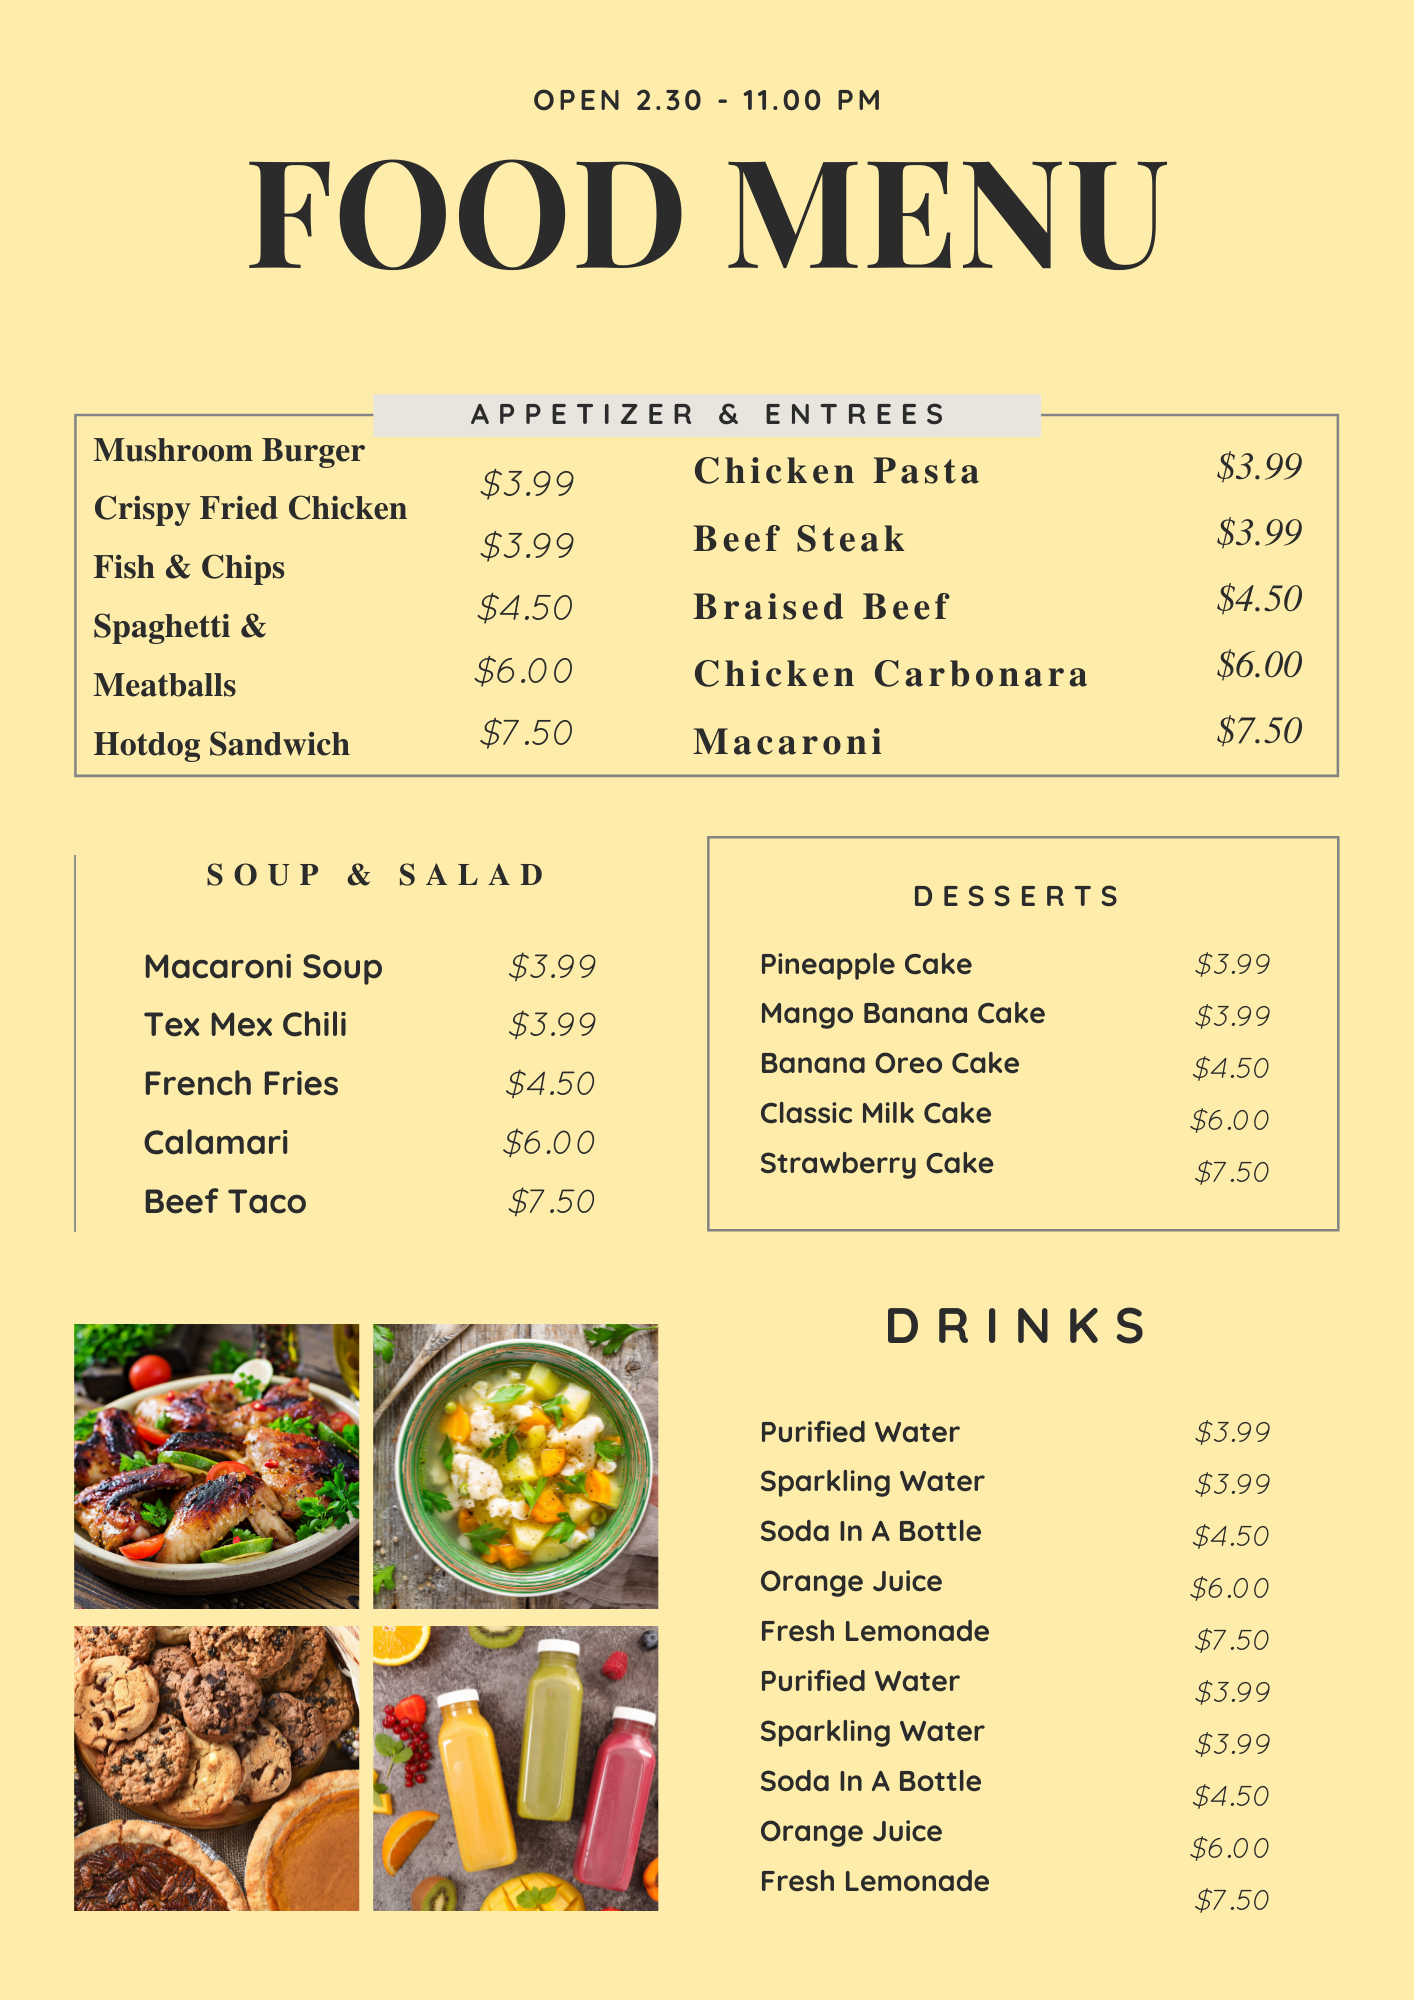 OPEN 2.30 - 11.00 PM
FOOD MENU
APPETIZER & ENTREES
Mushroom Burger
Crispy Fried Chicken
Fish & Chips
Spaghetti &
Meatballs
Hotdog Sandwich
$3.99
$3.99
$4.50
$6.00
$7.50
Chicken Pasta $3.99
Beef Steak $3.99
Braised Beef $4.50
Chicken Carbonara $6.00
Macaroni $7.50
SOUP & SALAD
Macaroni Soup $3.99
Tex Mex Chili $3.99
French Fries $4.50
Calamari $6.00
Beef Taco $7.50
DESSERTS
Pineapple Cake $3.99
Mango Banana Cake $3.99
Banana Oreo Cake $4.50
Classic Milk Cake $6.00
Strawberry Cake $7.50
DRINKS
Purified Water $3.99
Sparkling Water $3.99
Soda In A Bottle $4.50
Orange Juice $6.00
Fresh Lemonade $7.50
Purified Water $3.99
Sparkling Water $3.99
Soda In A Bottle $4.50
Orange Juice $6.00
Fresh Lemonade $7.50